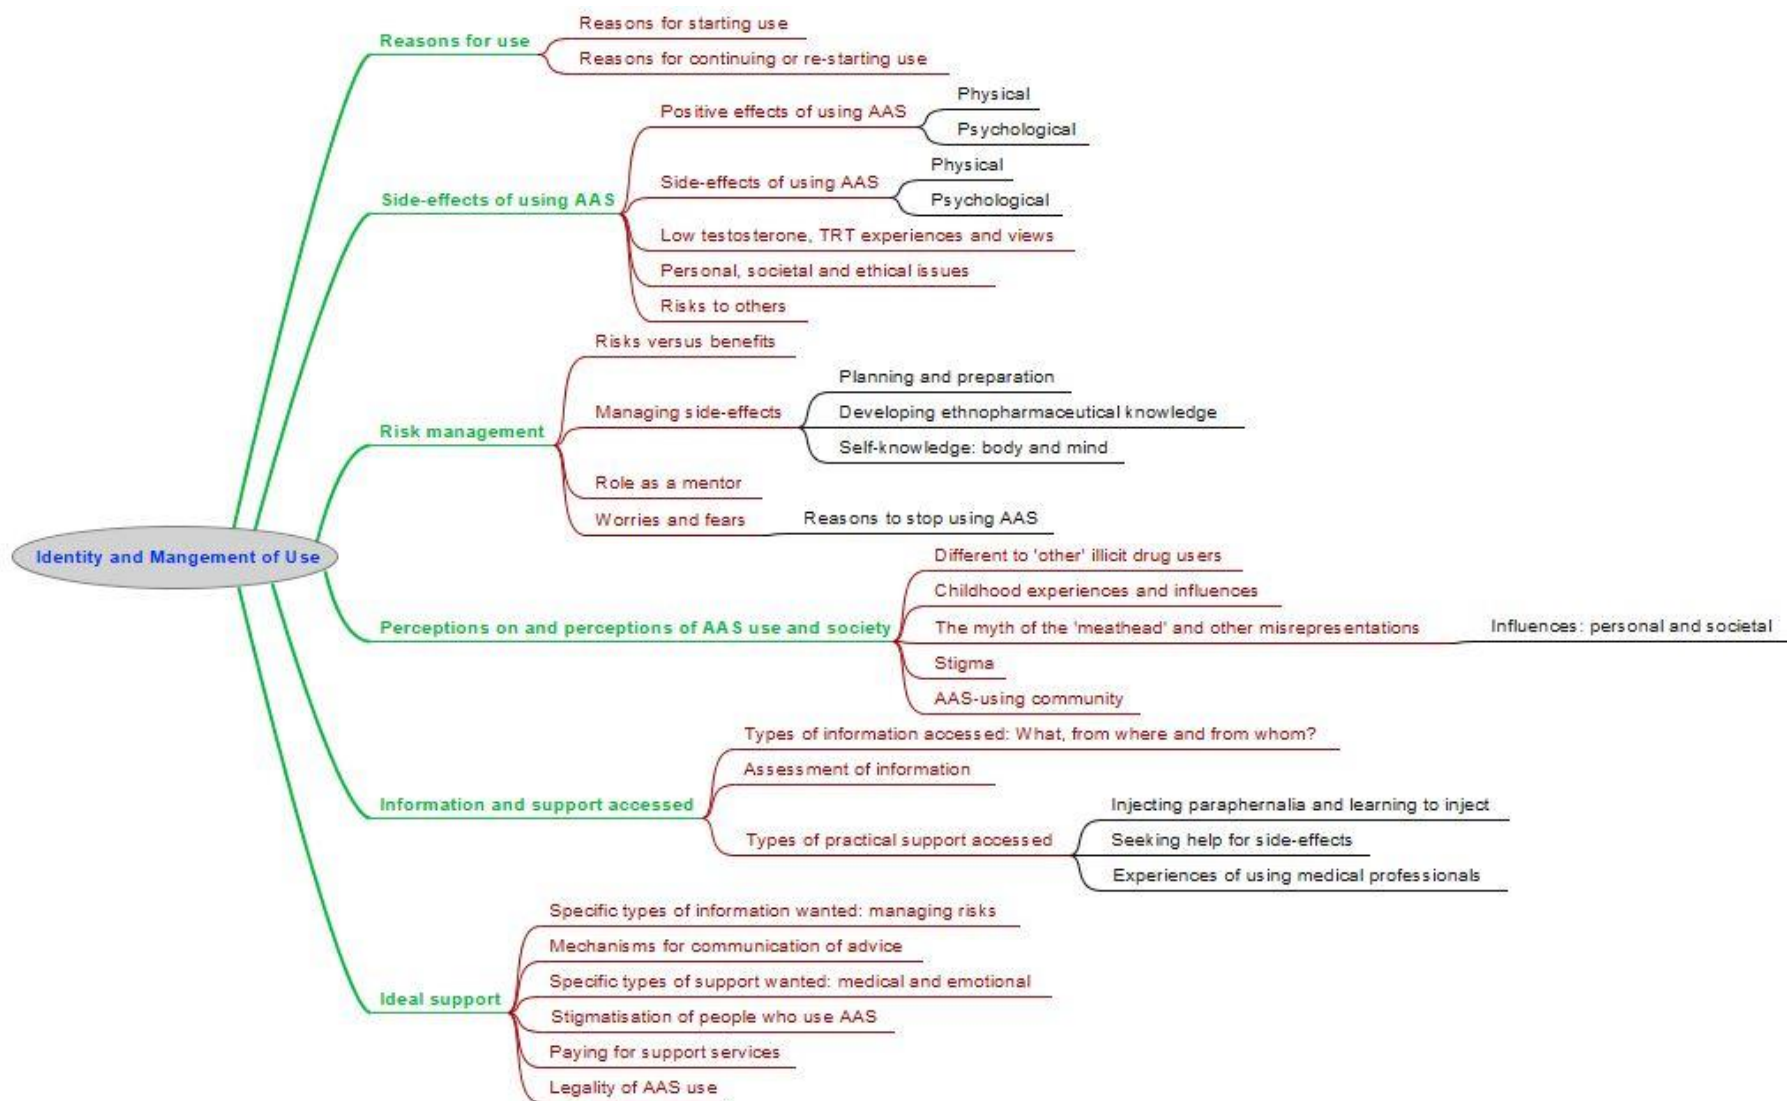 Reasons for use
Reasons for starting use
Reasons for continuing or re-starting use
Side-effects of using AAS
Positive effects of using AAS
Physical
Psychological
Side-effects of using AAS
Physical
Psychological
Low testosterone, TRT experiences and views
Personal, societal and ethical issues
Risks to others
Risk management
Risks versus benefits
Managing side-effects
Planning and preparation
Developing ethnopharmaceutical knowledge
Self-knowledge: body and mind
Role as a mentor
Worries and fears
Reasons to stop using AAS
Identity and Mangement of Use
Perceptions on and perceptions of AAS use and society
Different to 'other' illicit drug users
Childhood experiences and influences
The myth of the 'meathead' and other misrepresentations
Influences: personal and societal
Stigma
AAS-using community
Information and support accessed
Types of information accessed: What, from where and from whom?
Assessment of information
Types of practical support accessed
Injecting paraphernalia and learning to inject
Seeking help for side-effects
Experiences of using medical professionals
Ideal support
Specific types of information wanted: managing risks
Mechanisms for communication of advice
Specific types of support wanted: medical and emotional
Stigmatisation of people who use AAS
Paying for support services
Legality of AAS use